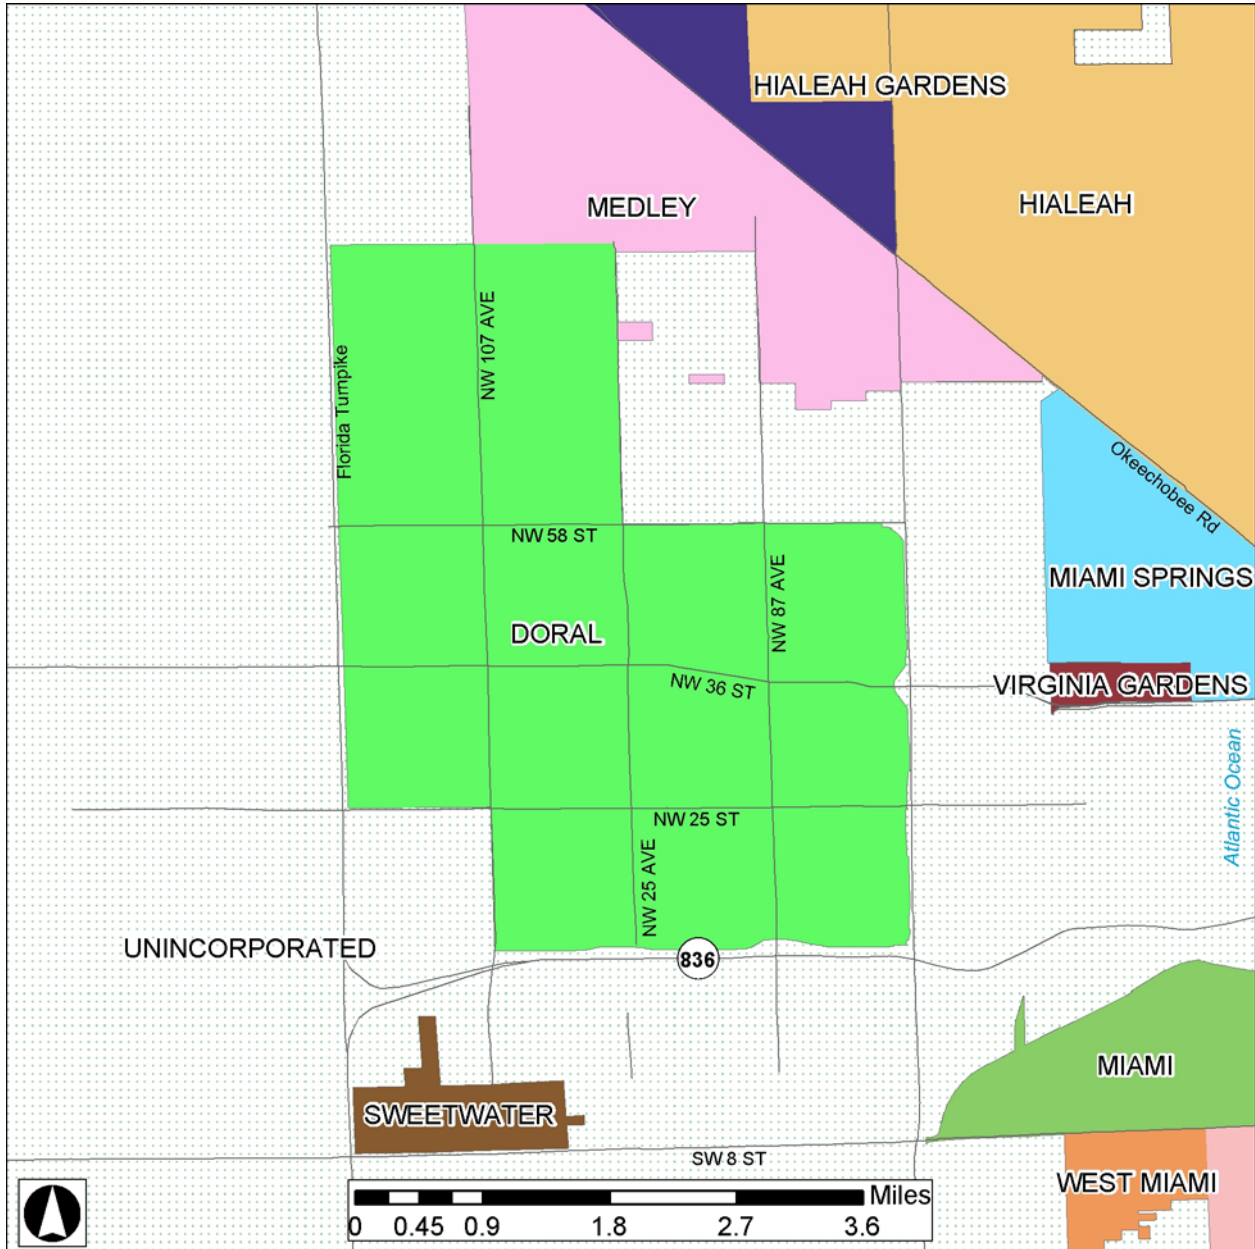 HIALEAH GARDENS
MEDLEY
HIALEAH
NW 107 AVE
Florida Turnpike
Okeechobee Rd
NW 58 ST
NW 87 AVE
MIAMI SPRINGS
DORAL
NW 36 ST
VIRGINIA GARDENS
Atlantic Ocean
NW 25 ST
NW 25 AVE
UNINCORPORATED
836
MIAMI
SWEETWATER
SW 8 ST
WEST MIAMI
Miles
0 0.45 0.9 1.8 2.7 3.6